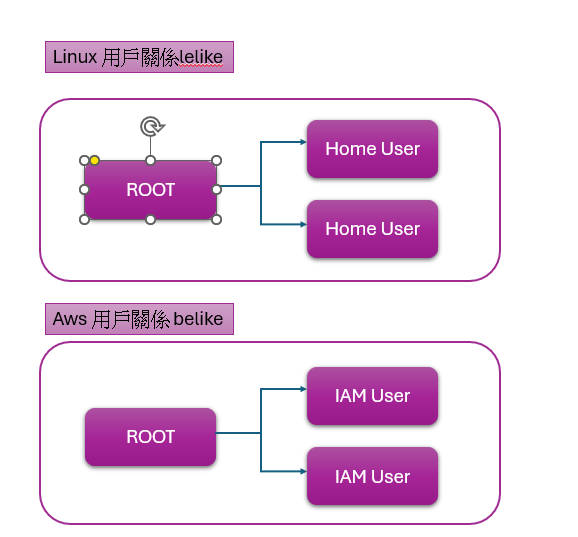 Linux 用戶關係lelike
ROOT
Home User
Home User
Aws 用戶關係 belike
ROOT
IAM User
IAM User